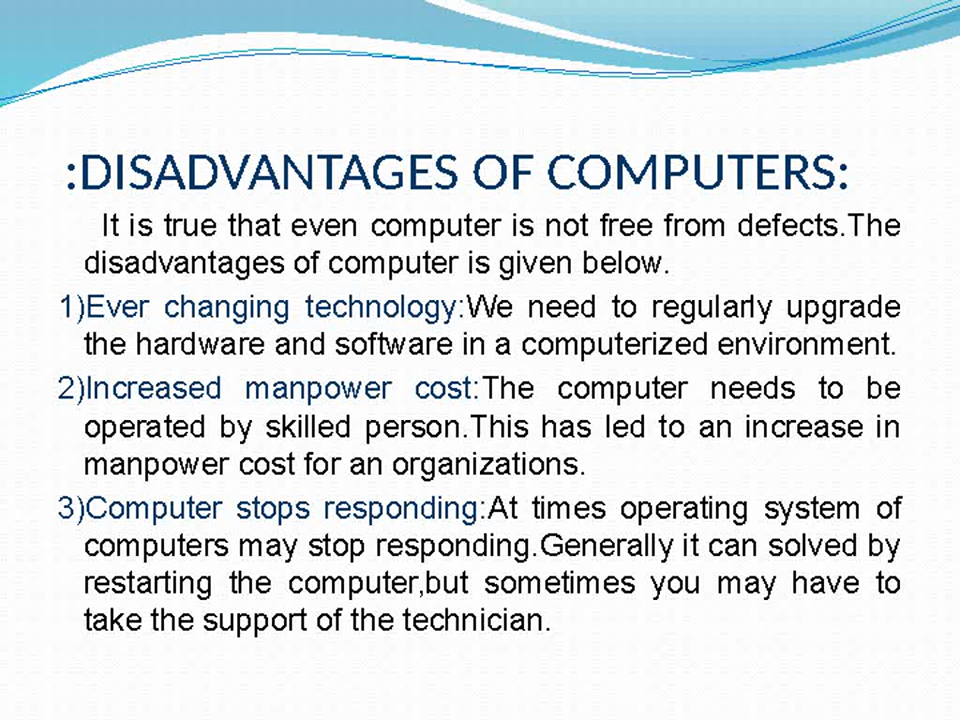 :DISADVANTAGES OF COMPUTERS:
It is true that even computer is not free from defects.The
disadvantages of computer is given below.
1)Ever changing technology:We need to regularly upgrade
the hardware and software in a computerized environment.
2)Increased manpower cost:The computer needs to be
operated by skilled person.This has led to an increase in
manpower cost for an organizations.
3)Computer stops responding:At times operating system of
computers may stop responding.Generally it can solved by
restarting the computer,but sometimes you may have to
take the support of the technician.